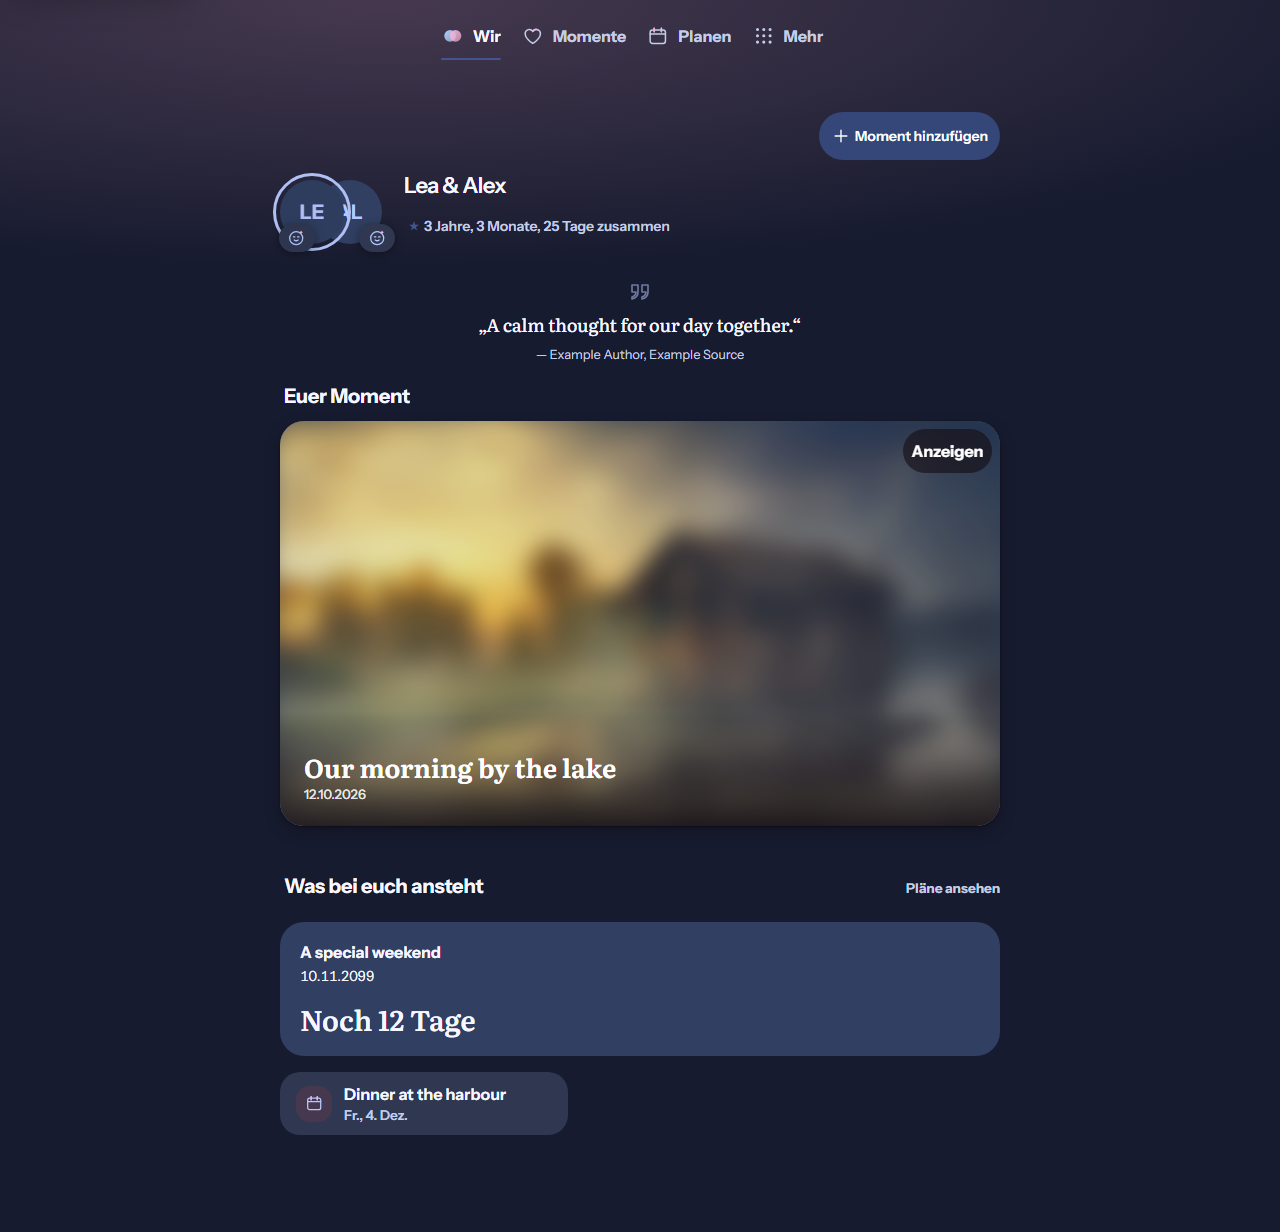 Wir Momente Planen Mehr
Moment hinzufügen
Lea & Alex
LE L
★ 3 Jahre, 3 Monate, 25 Tage zusammen
„A calm thought for our day together.“
— Example Author, Example Source
Euer Moment
Anzeigen
Our morning by the lake
12.10.2026
Was bei euch ansteht
Pläne ansehen
A special weekend
10.11.2099
Noch 12 Tage
Dinner at the harbour
Fr., 4. Dez.